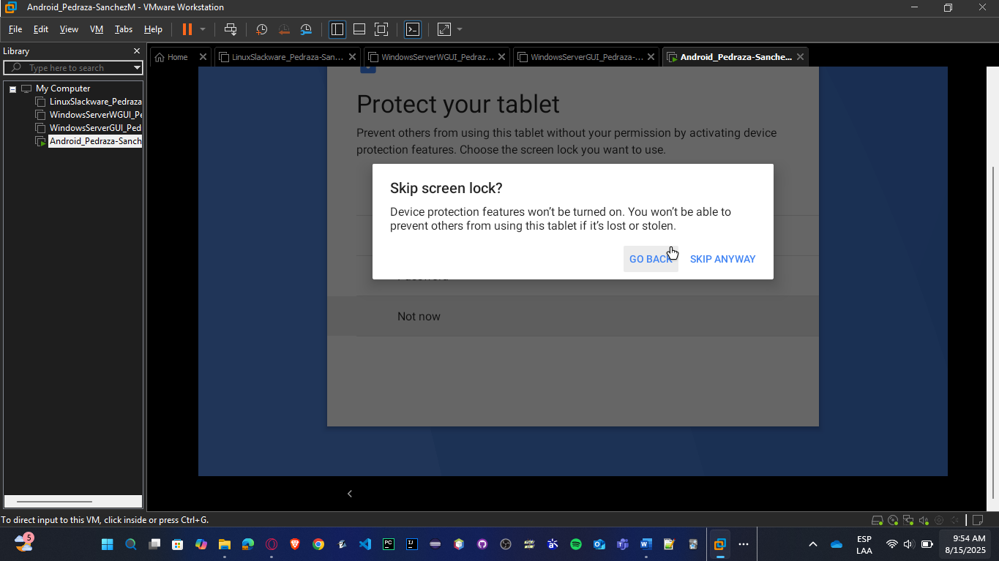 Android_Pedraza-SanchezM - VMware Workstation
File Edit View VM Tabs Help
Library
Type here to search
My Computer
LinuxSlackware_Pedraza
WindowsServerWGUI_Pe
WindowsServerGUI_Ped
Android_Pedraza-Sanch
Home
LinuxSlackware_Pedraza-San...
WindowsServerWGUI_Pedraz...
WindowsServerGUI_Pedraza-...
Android_Pedraza-Sanche...
Protect your tablet
Prevent others from using this tablet without your permission by activating device
protection features. Choose the screen lock you want to use.
Skip screen lock?
Device protection features won't be turned on. You won't be able to
prevent others from using this tablet if it's lost or stolen.
GO BACK SKIP ANYWAY
Password
Not now
To direct input to this VM, click inside or press Ctrl+G.
5
PC
IJ
ESP
LAA
9:54 AM
8/15/2025